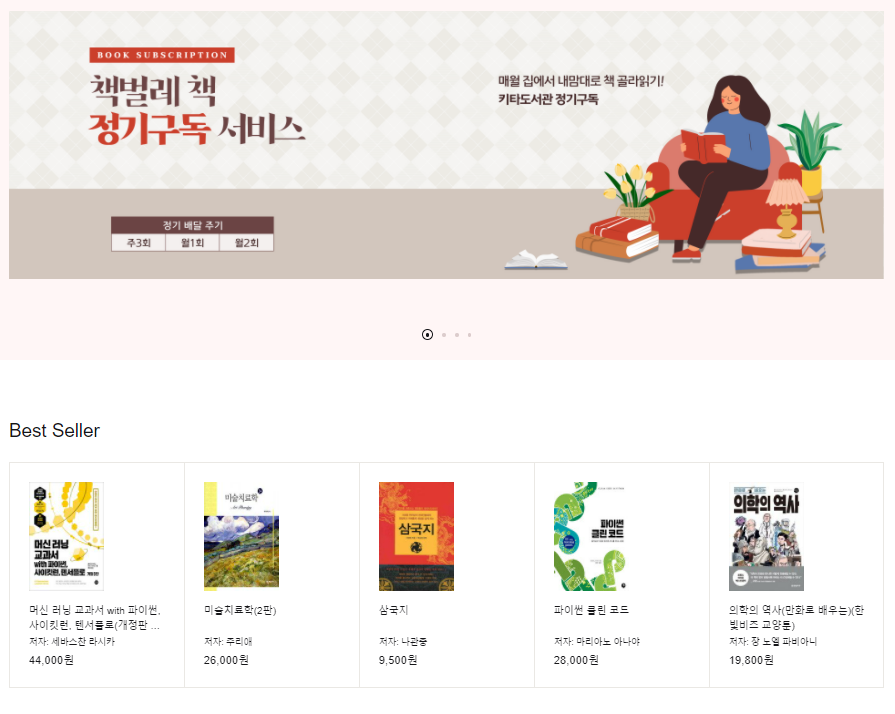 BOOK SUBSCRIPTION
책벌레 책
정기구독 서비스
매월 집에서 내맘대로 책 골라읽기!
키타도서관 정기구독
정기 배달 주기
주3회 월1회 월2회
Best Seller
머신 러닝
교과서
with 파이썬,
사이킷런, 텐서플로
미술치료학
Art Therapy
삼국지
파이썬
클린 코드
의학의 역사
머신 러닝 교과서 with 파이썬,
사이킷런, 텐서플로(개정판 ...
저자: 세바스찬 라시카
44,000원
미술치료학(2판)
저자: 주리애
26,000원
삼국지
저자: 나관중
9,500원
파이썬 클린 코드
저자: 마리아노 아나야
28,000원
의학의 역사(만화로 배우는)(한
빛비즈 교양툰)
저자: 장 노엘 파비아니
19,800원